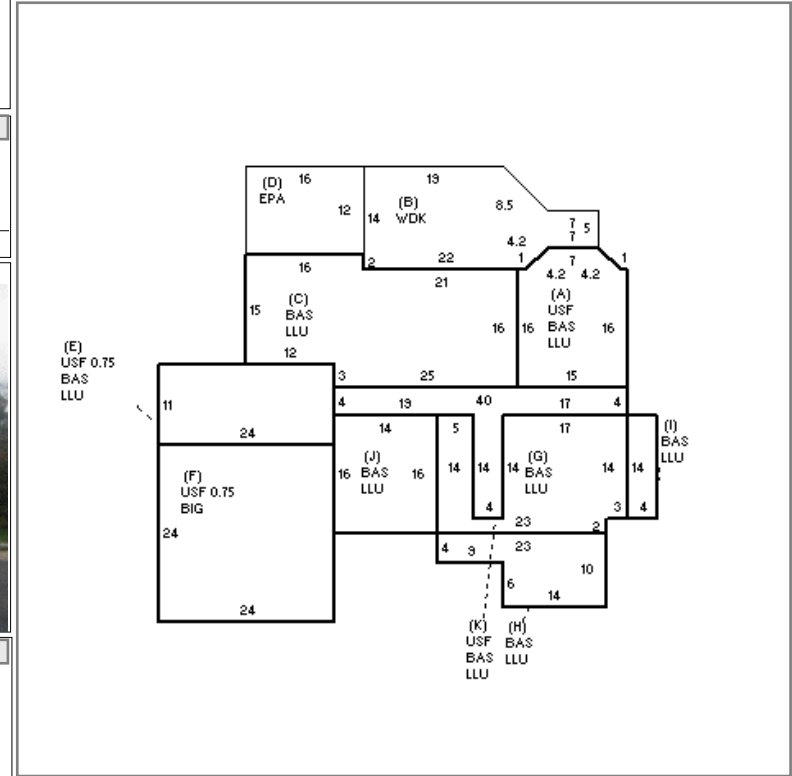 16
(D)
EPA
12
19
(B)
WDK
14
8.5
7
5
7
4.2
16
2
22
1
7
1
21
4.2
4.2
15
(C)
BAS
LLU
16
16
(A)
USF
BAS
LLU
16
12
3
25
15
(E)
USF 0.75
BAS
LLU
11
24
4
19
40
17
4
14
5
17
(I)
BAS
LLU
16
(J)
BAS
LLU
16
14
14
14
(G)
BAS
LLU
14
14
4
3
4
23
2
(F)
USF 0.75
BIG
24
24
4
9
23
10
6
14
(K)
USF
BAS
LLU
(H)
BAS
LLU